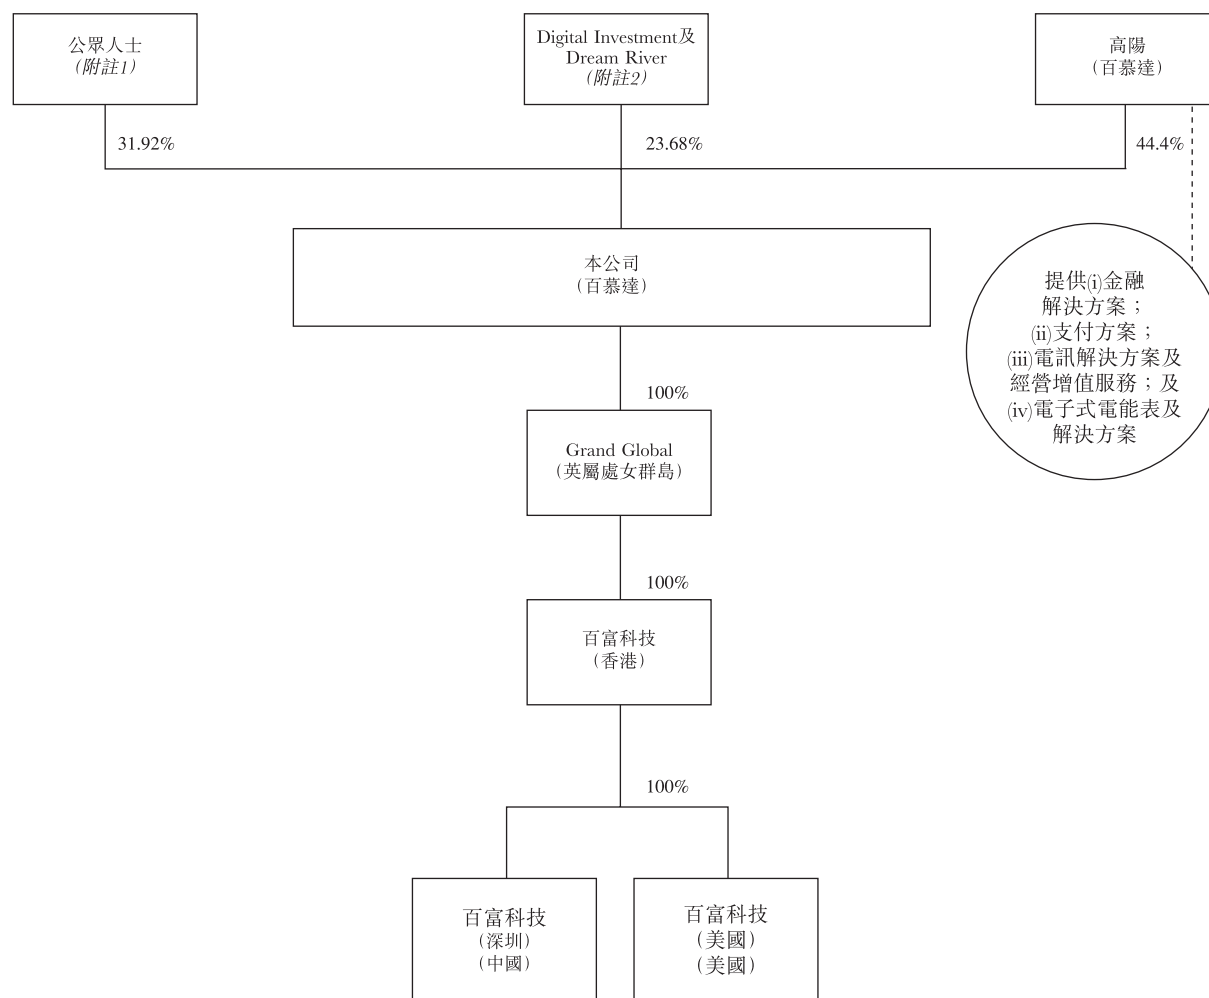 公眾人士
(附註1)
Digital Investment及
Dream River
(附註2)
高陽
(百慕達)
31.92%
23.68%
44.4%
本公司
(百慕達)
提供(i)金融
解決方案；
(ii)支付方案；
(iii)電訊解決方案及
經營增值服務；及
(iv)電子式電能表及
解決方案
100%
Grand Global
(英屬處女群島)
100%
百富科技
(香港)
100%
百富科技
(深圳)
(中國)
百富科技
(美國)
(美國)